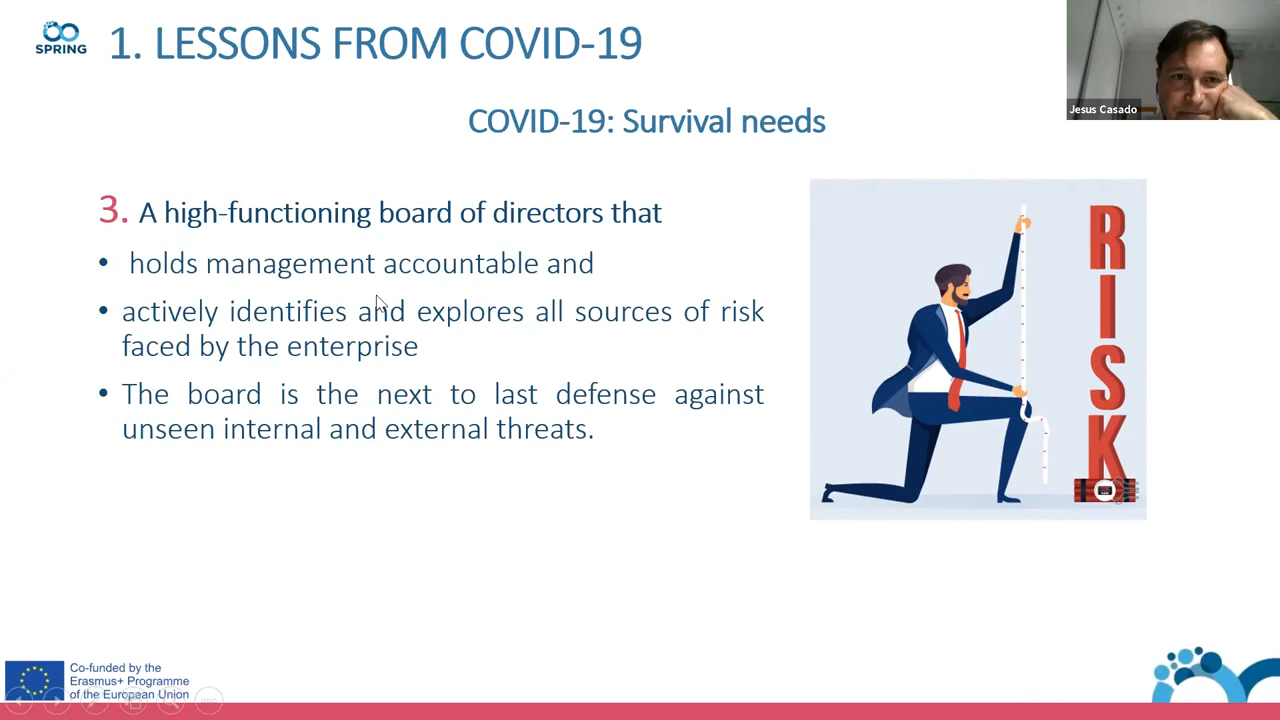 SPRING
1. LESSONS FROM COVID-19
Jesus Casado
COVID-19: Survival needs
3. A high-functioning board of directors that
• holds management accountable and
• actively identifies and explores all sources of risk
faced by the enterprise
• The board is the next to last defense against
unseen internal and external threats.
RISK
Co-funded by the
Erasmus+ Programme
of the European Union